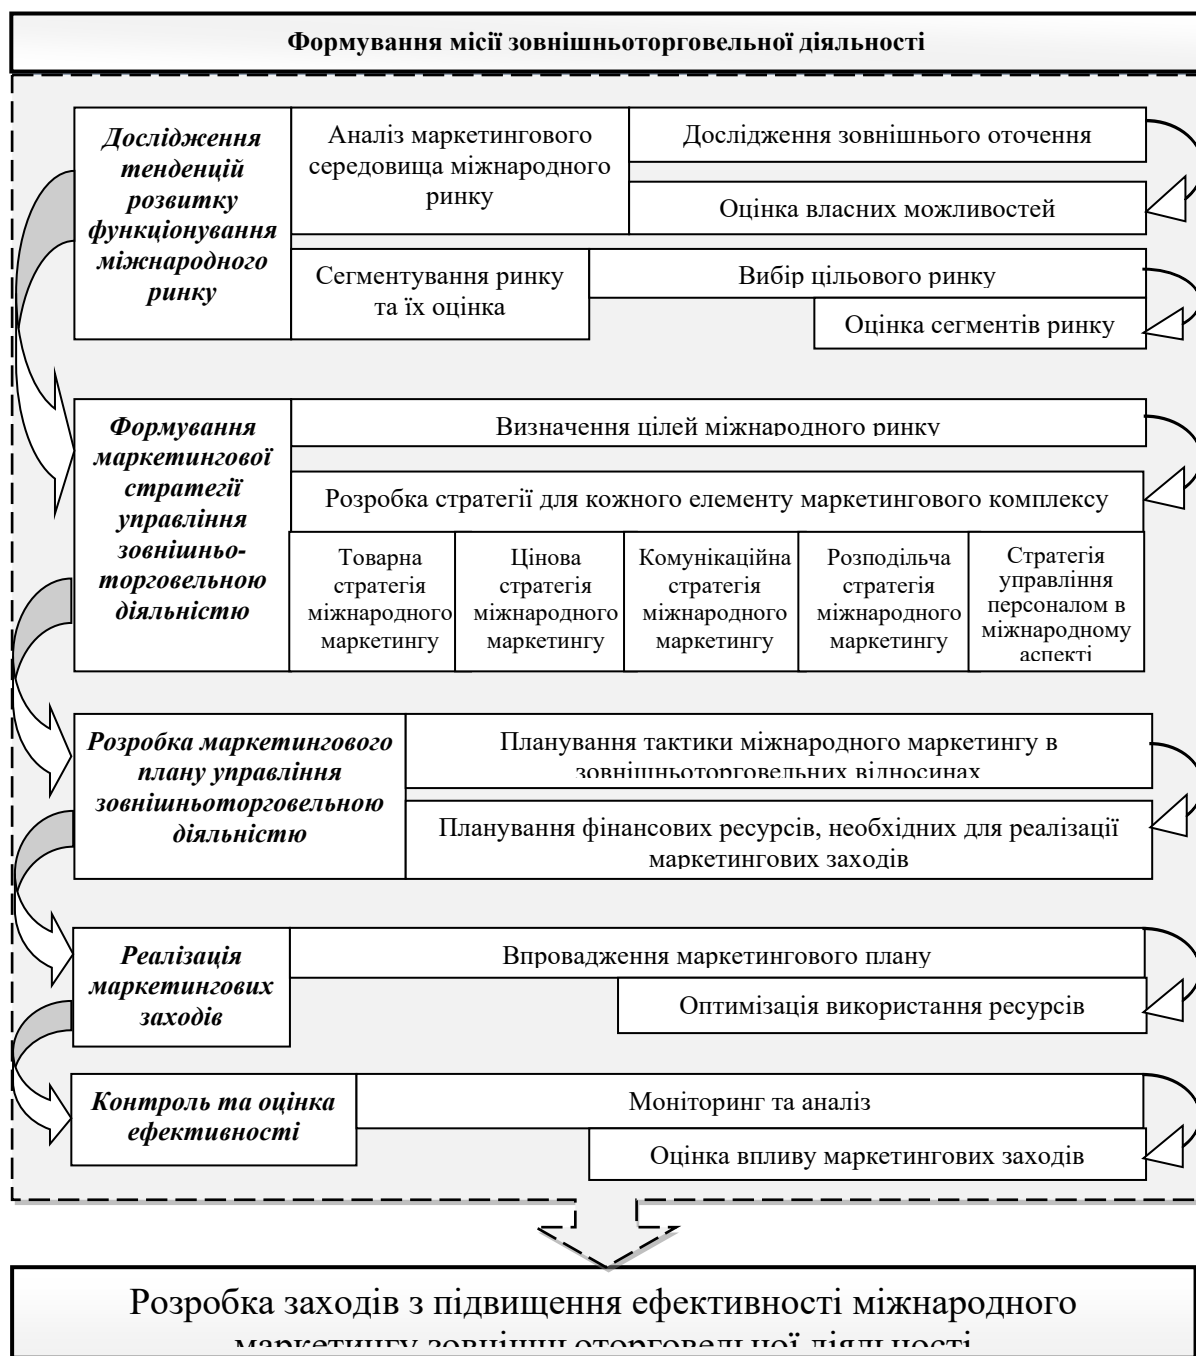 Формування місії зовнішньоторговельної діяльності
Дослідження
тенденцій
розвитку
функціонування
міжнародного
ринку
Аналіз маркетингового
середовища міжнародного
ринку
Дослідження зовнішнього оточення
Оцінка власних можливостей
Сегментування ринку
та їх оцінка
Вибір цільового ринку
Оцінка сегментів ринку
Формування
маркетингової
стратегії
управління
зовнішньо-
торговельною
діяльністю
Визначення цілей міжнародного ринку
Розробка стратегії для кожного елементу маркетингового комплексу
Товарна
стратегія
міжнародного
маркетингу
Цінова
стратегія
міжнародного
маркетингу
Комунікаційна
стратегія
міжнародного
маркетингу
Розподільча
стратегія
міжнародного
маркетингу
Стратегія
управління
персоналом в
міжнародному
аспекті
Розробка маркетингового
плану управління
зовнішньоторговельною
діяльністю
Планування тактики міжнародного маркетингу в
зовнішньоторговельних відносинах
Планування фінансових ресурсів, необхідних для реалізації
маркетингових заходів
Реалізація
маркетингових
заходів
Впровадження маркетингового плану
Оптимізація використання ресурсів
Контроль та оцінка
ефективності
Моніторинг та аналіз
Оцінка впливу маркетингових заходів
Розробка заходів з підвищення ефективності міжнародного
маркетингу зовнішньоторговельної діяльності